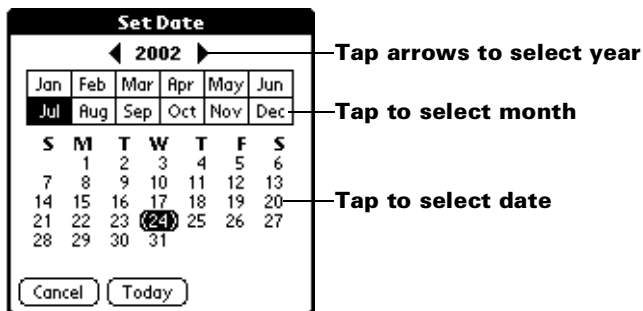 Set Date
2002 Tap arrows to select year
Jan Feb Mar Apr May Jun
Jul Aug Sep Oct Nov Dec Tap to select month
S M T W T F S
1 2 3 4 5 6
7 8 9 10 11 12 13
14 15 16 17 18 19 20 Tap to select date
21 22 23 (24) 25 26 27
28 29 30 31
Cancel Today